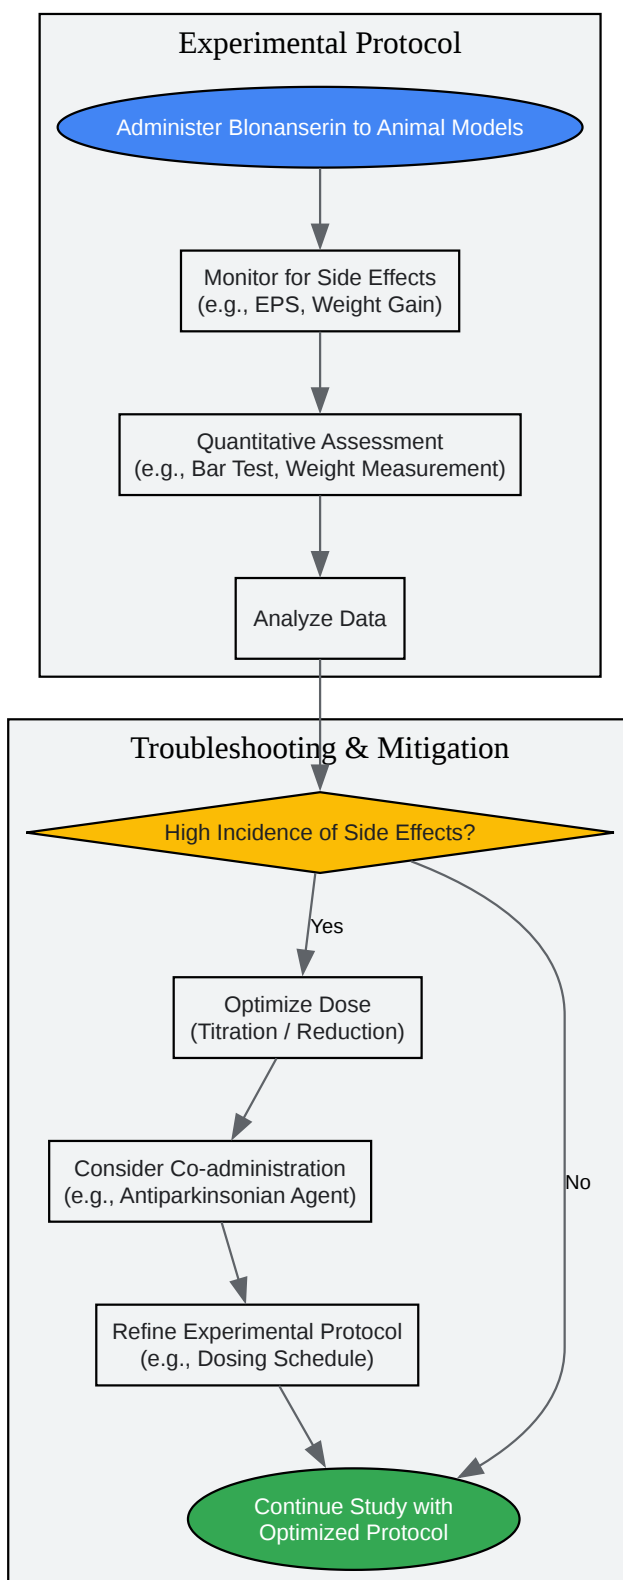 Experimental Protocol
Administer Blonanserin to Animal Models
Monitor for Side Effects
(e.g., EPS, Weight Gain)
Quantitative Assessment
(e.g., Bar Test, Weight Measurement)
Analyze Data
Troubleshooting & Mitigation
High Incidence of Side Effects?
Yes
Optimize Dose
(Titration / Reduction)
Consider Co-administration
(e.g., Antiparkinsonian Agent)
No
Refine Experimental Protocol
(e.g., Dosing Schedule)
Continue Study with
Optimized Protocol